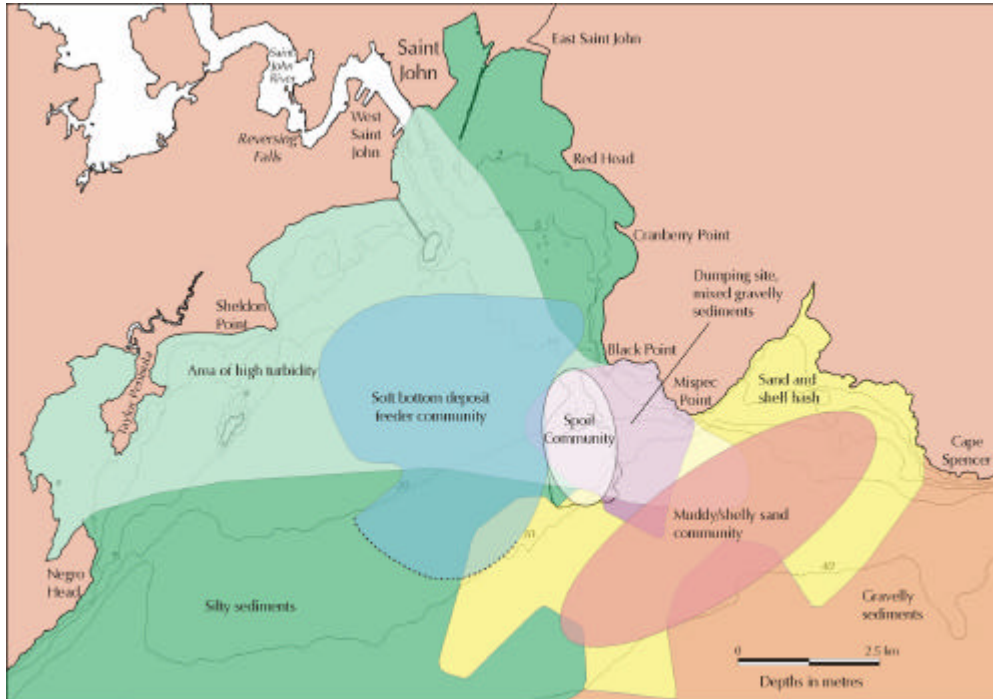 East Saint John
Saint
John
Saint
John
River
West
Saint
John
Reversing
Falls
2
Red Head
Cranberry Point
Dumping site,
mixed gravelly
sediments
Sheldon
Point
Black Point
Mispec
Point
Sand and
shell hash
Area of high turbidity
Taylor Peninsula
Soft bottom deposit
feeder community
Spoil
Community
Cape
Spencer
Muddy/shelly sand
community
Negro
Head
Silty sediments
Gravelly
sediments
0
2.5 km
Depths in metres